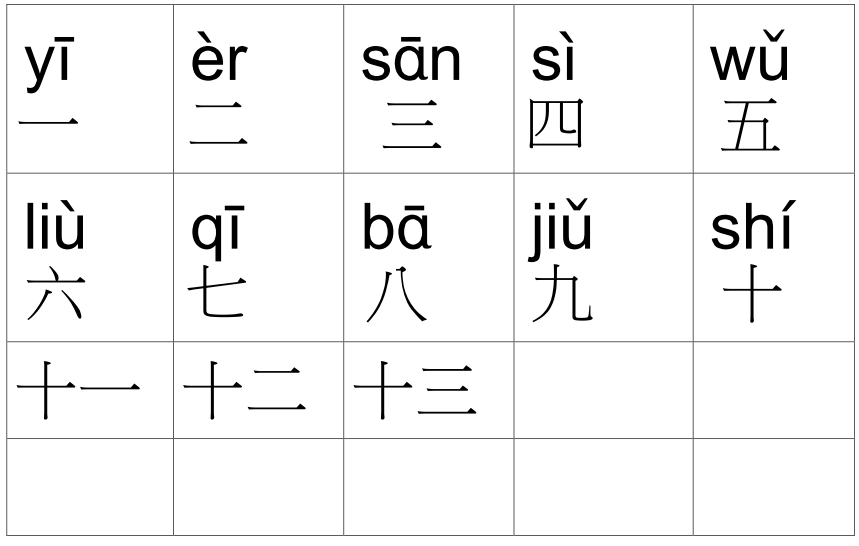 yī èr sān sì wǔ
一 二 三 四 五
liù qī bā jiǔ shí
六 七 八 九 十
十一 十二 十三